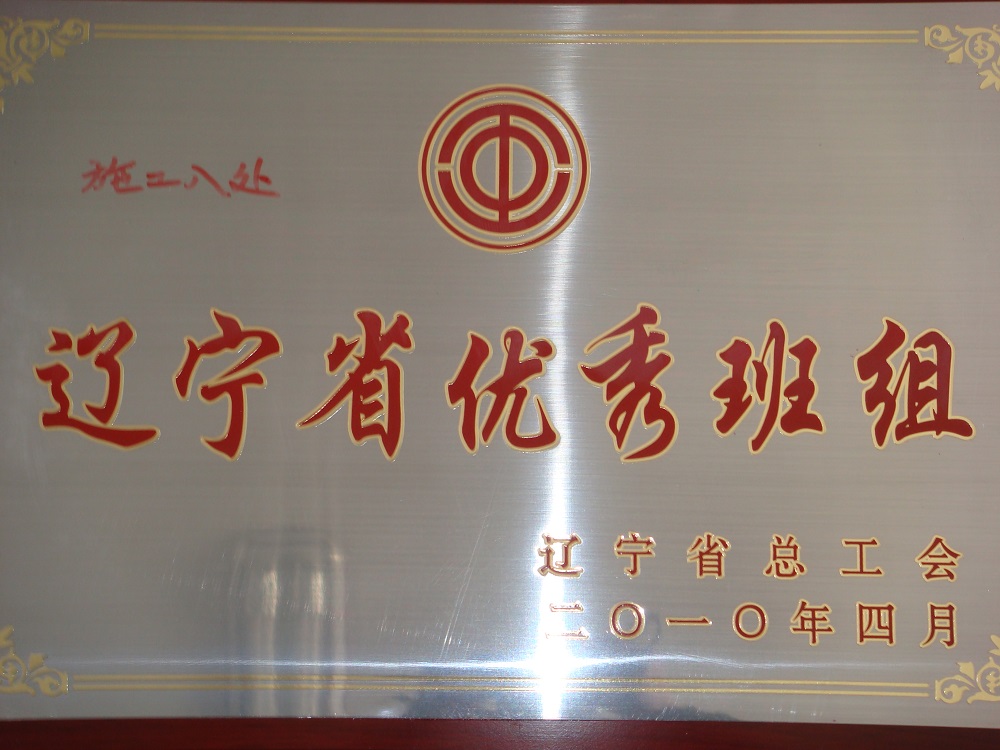 施工八处
辽宁省优秀班组
辽宁省总工会
二〇一〇年四月